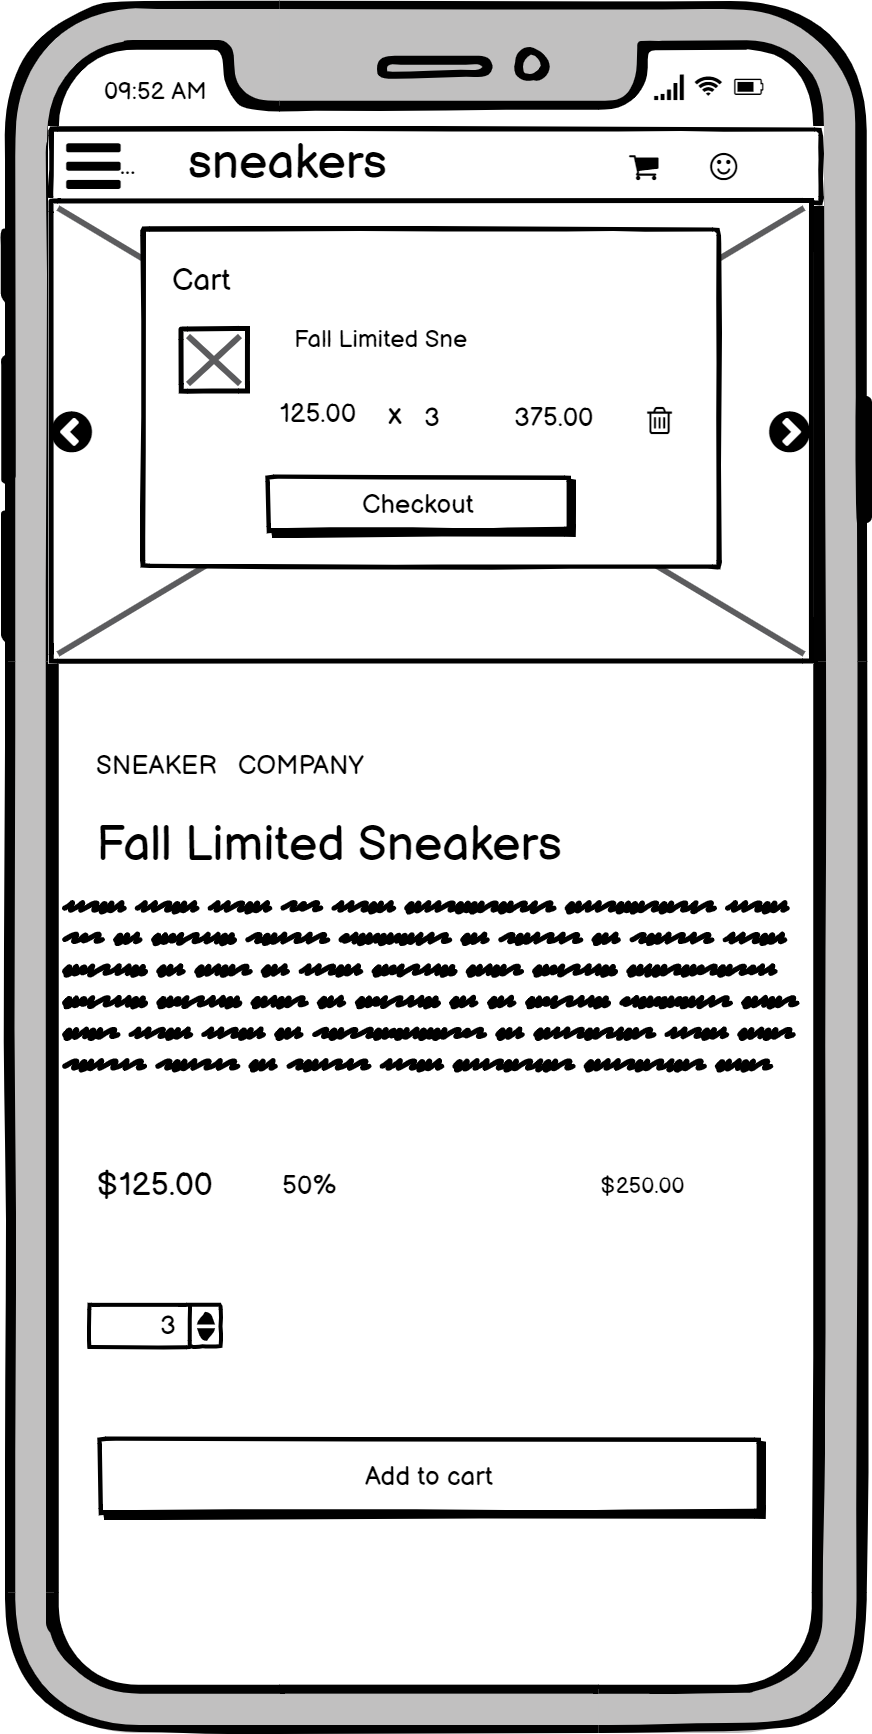 09:52 AM
... sneakers
Cart
Fall Limited Sne
125.00 x 3 375.00
Checkout
SNEAKER COMPANY
Fall Limited Sneakers
$125.00 50% $250.00
3
Add to cart